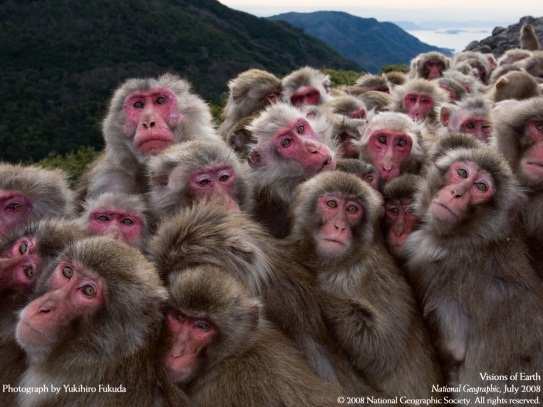 Photograph by Yukihiro Fukuda
Visions of Earth
National Geographic, July 2008
© 2008 National Geographic Society. All rights reserved.